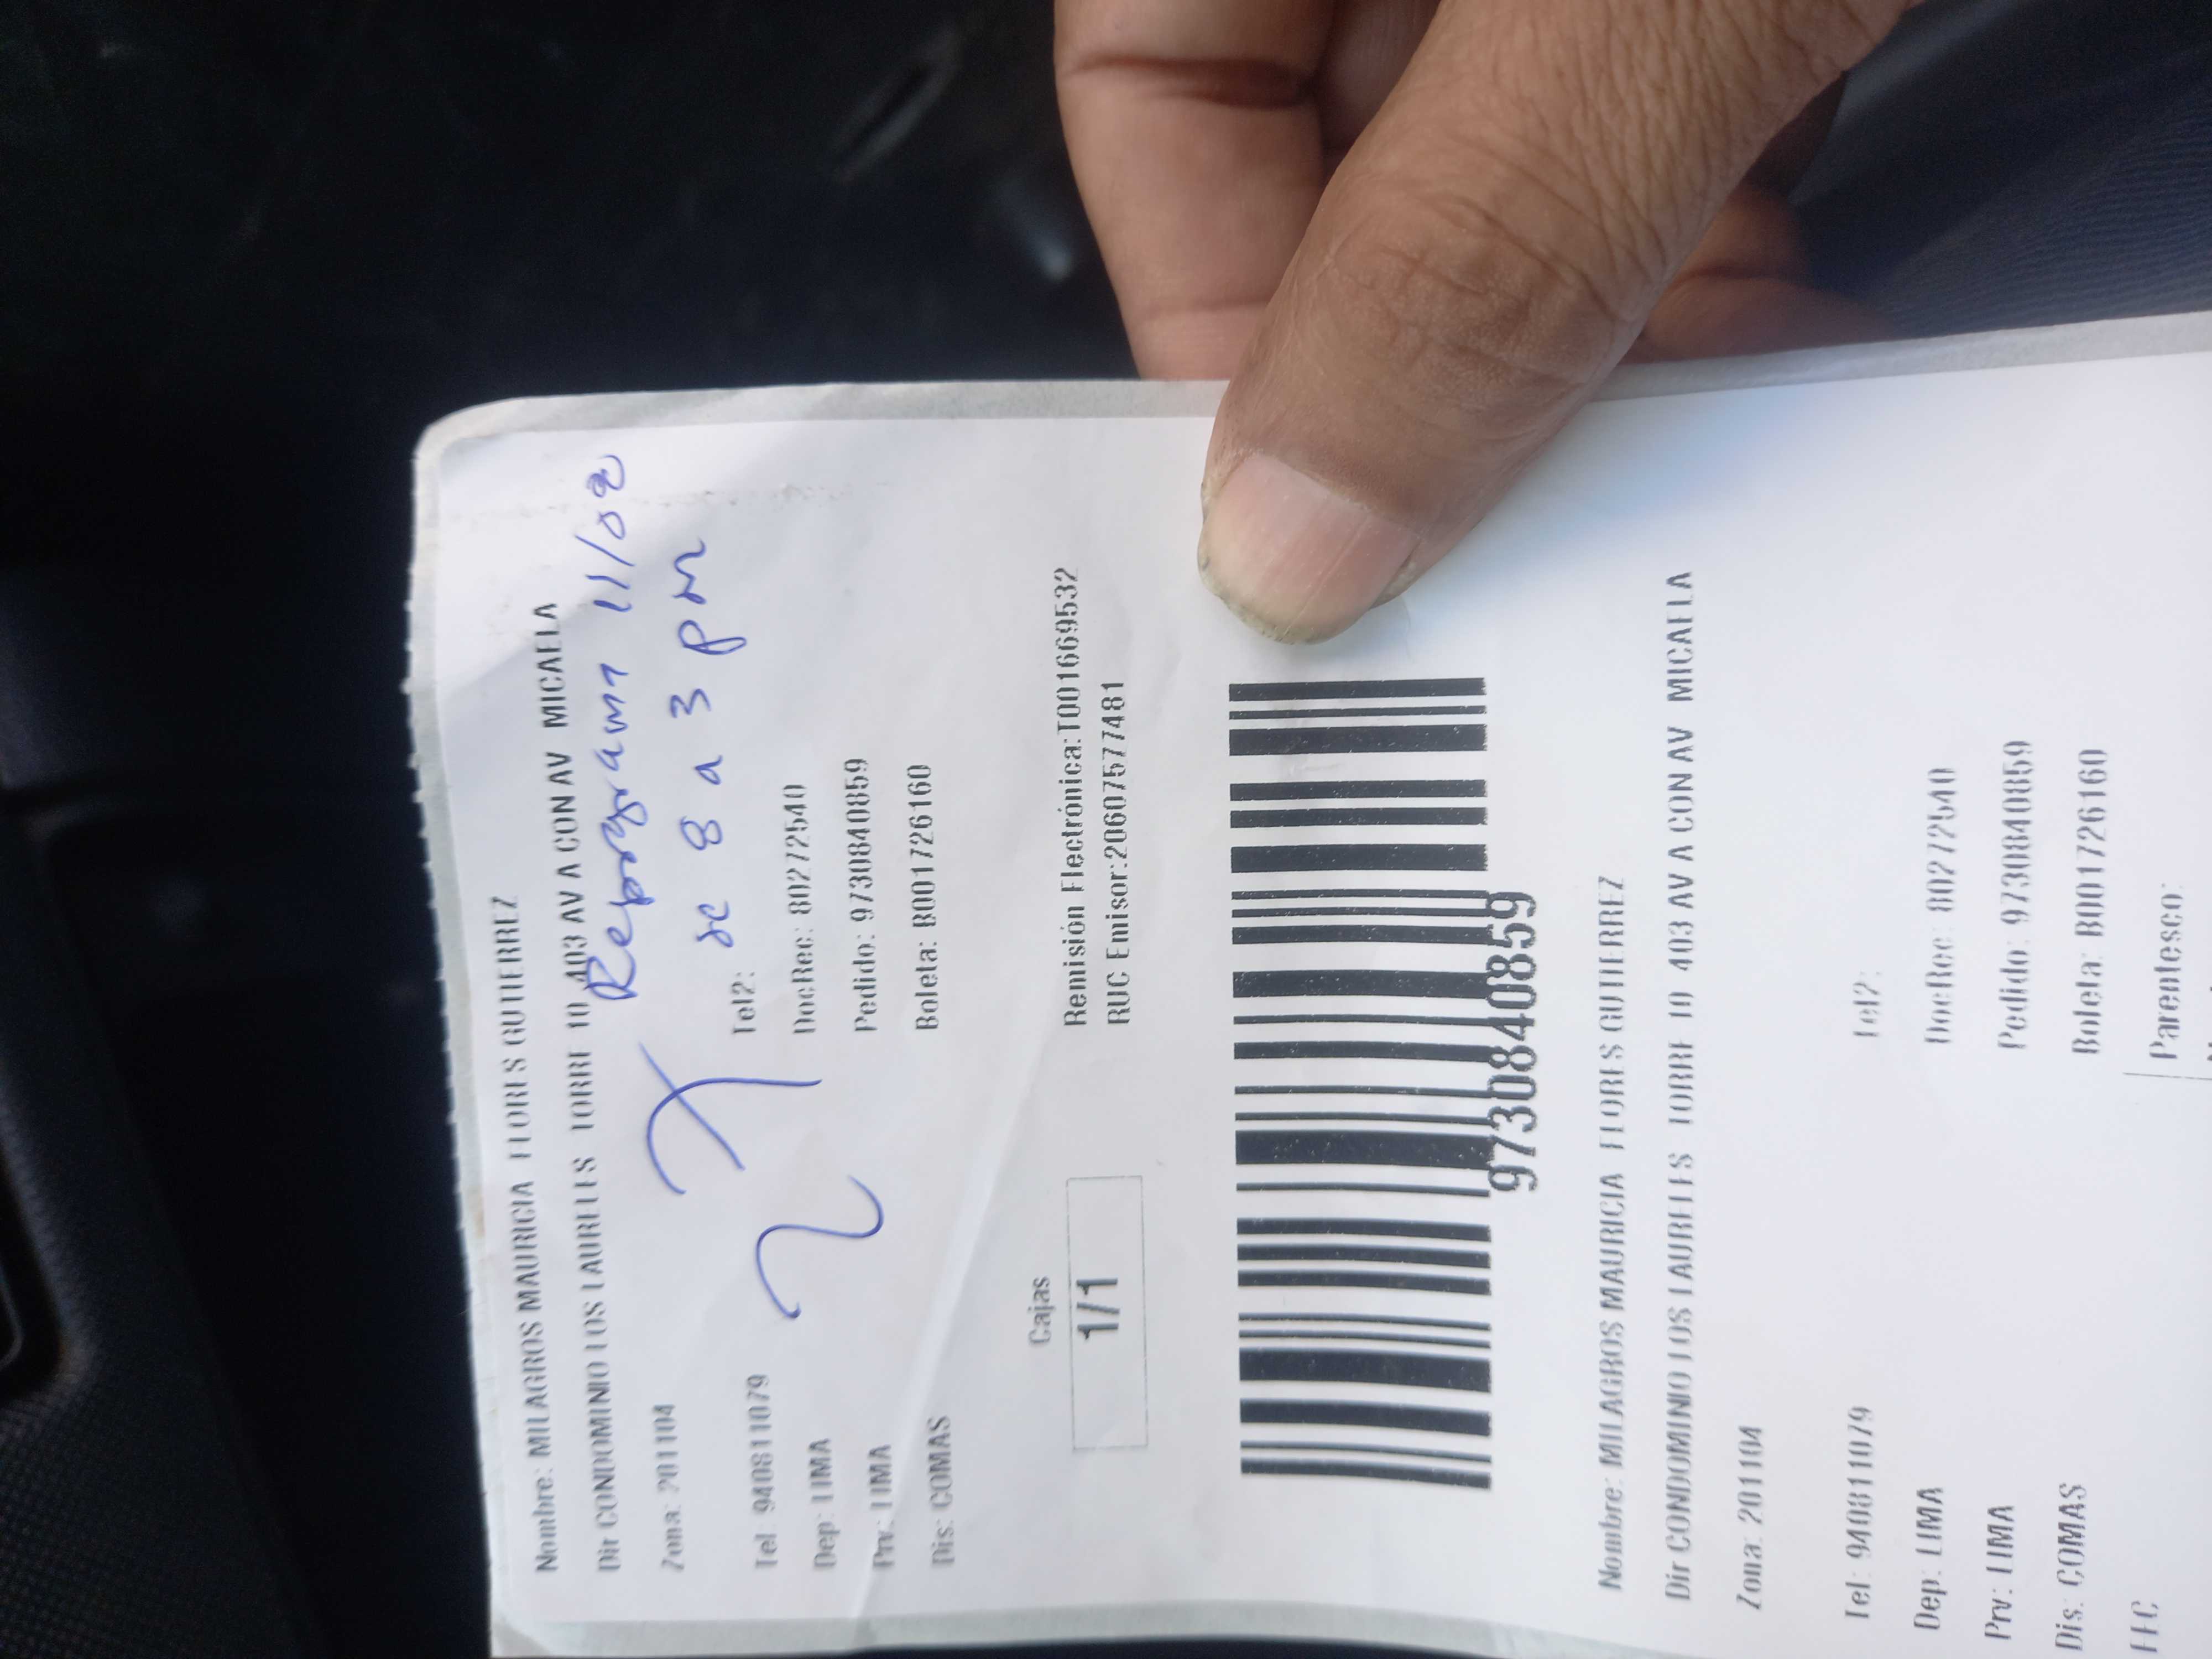 Nombre: MILAGROS MAURICIA FLORES GUTIERREZ
Dir CONDOMINIO LOS LAURELES TORRE 10 403 AV A CON AV MICAELA
Reprogram 11/02
Zona: 201104
de 8 a 3 pm
Tel 940811079
Tel2:
Dep: LIMA
DocRec: 80272540
Prv: LIMA
Pedido: 97308408​59
Dis: COMAS
Boleta: B001726160
Cajas
1/1
Remisión Electrónica:T001669532
RUC Emisor:20607577481
9730840859
Nombre: MILAGROS MAURICIA FLORES GUTIERREZ
Dir CONDOMINIO LOS LAURELES TORRE 10 403 AV A CON AV MICAELA
Zona: 201104
Tel: 940811079
Tel2:
Dep: LIMA
DocRec: 80272540
Prv: LIMA
Pedido: 9730840859
Dis: COMAS
Boleta: B001726160
Parentesco: